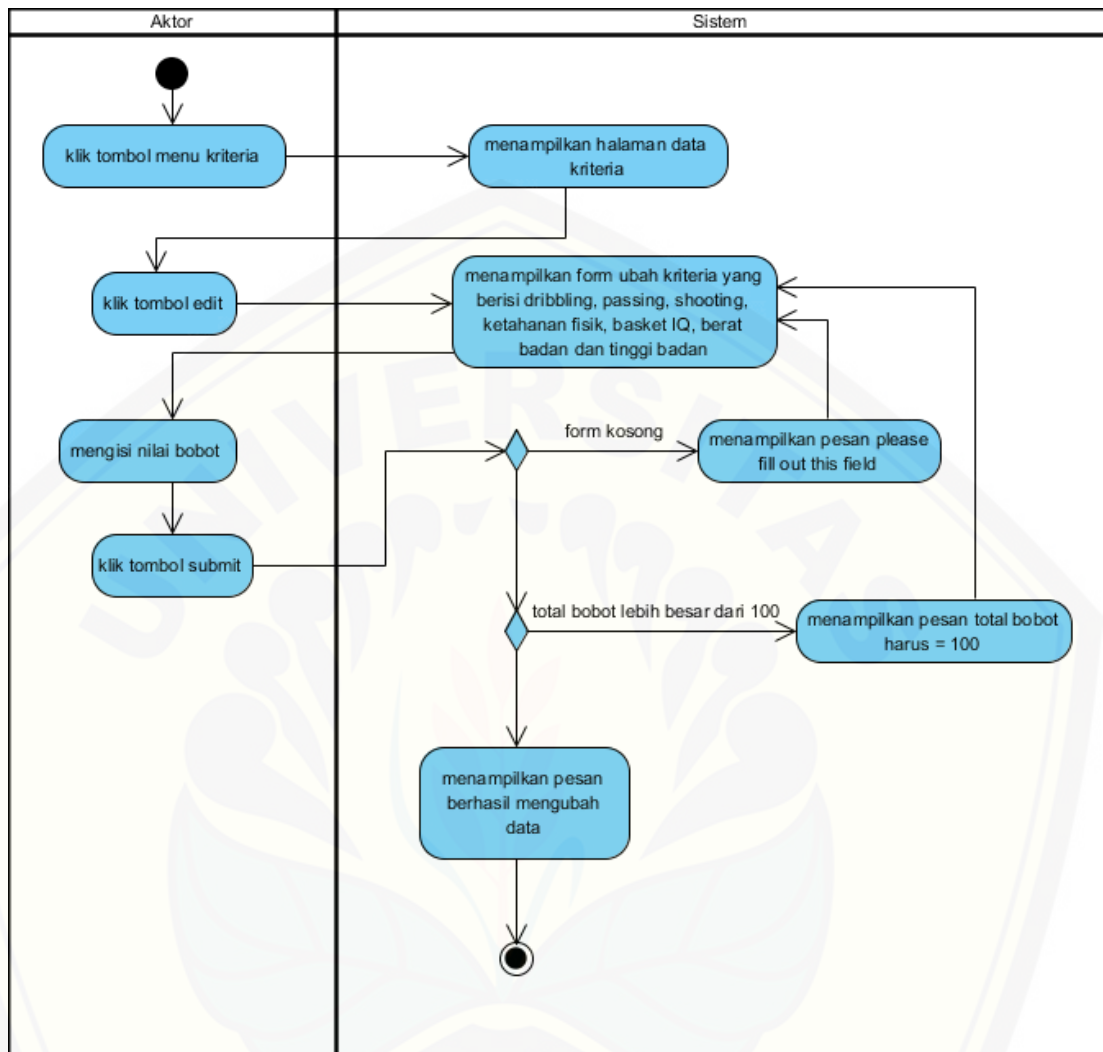 Aktor
Sistem
klik tombol menu kriteria
menampilkan halaman data
kriteria
klik tombol edit
menampilkan form ubah kriteria yang
berisi dribbling, passing, shooting,
ketahanan fisik, basket IQ, berat
badan dan tinggi badan
mengisi nilai bobot
form kosong
menampilkan pesan please
fill out this field
klik tombol submit
total bobot lebih besar dari 100
menampilkan pesan total bobot
harus = 100
menampilkan pesan
berhasil mengubah
data
UNIVERSITAS